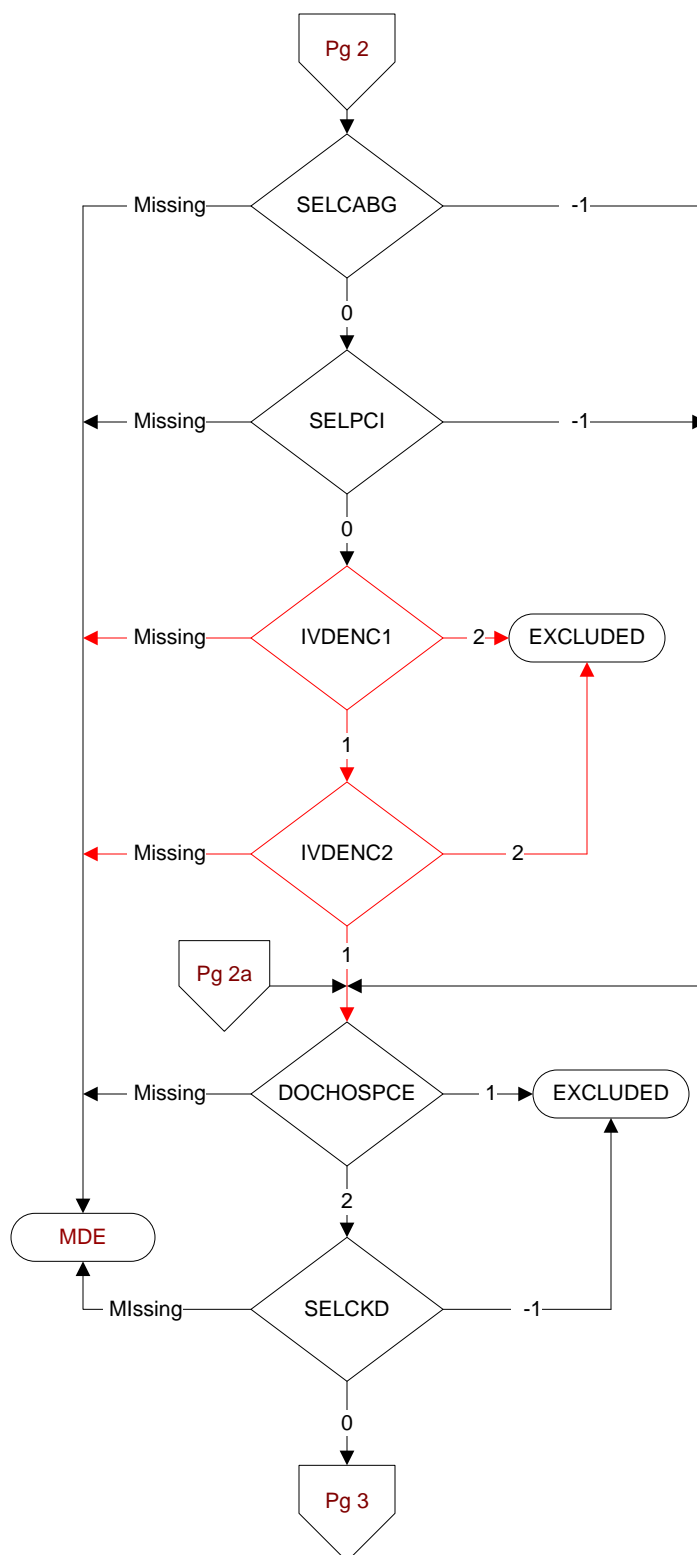 Pg 2
Missing SELCABG -1
0
Missing SELPCI -1
0
Missing IVDENC1 2 EXCLUDED
1
Missing IVDENC2 2
1
Pg 2a
Missing DOCHOSPCE 1 EXCLUDED
2
MDE
MIssing SELCKD -1
0
Pg 3